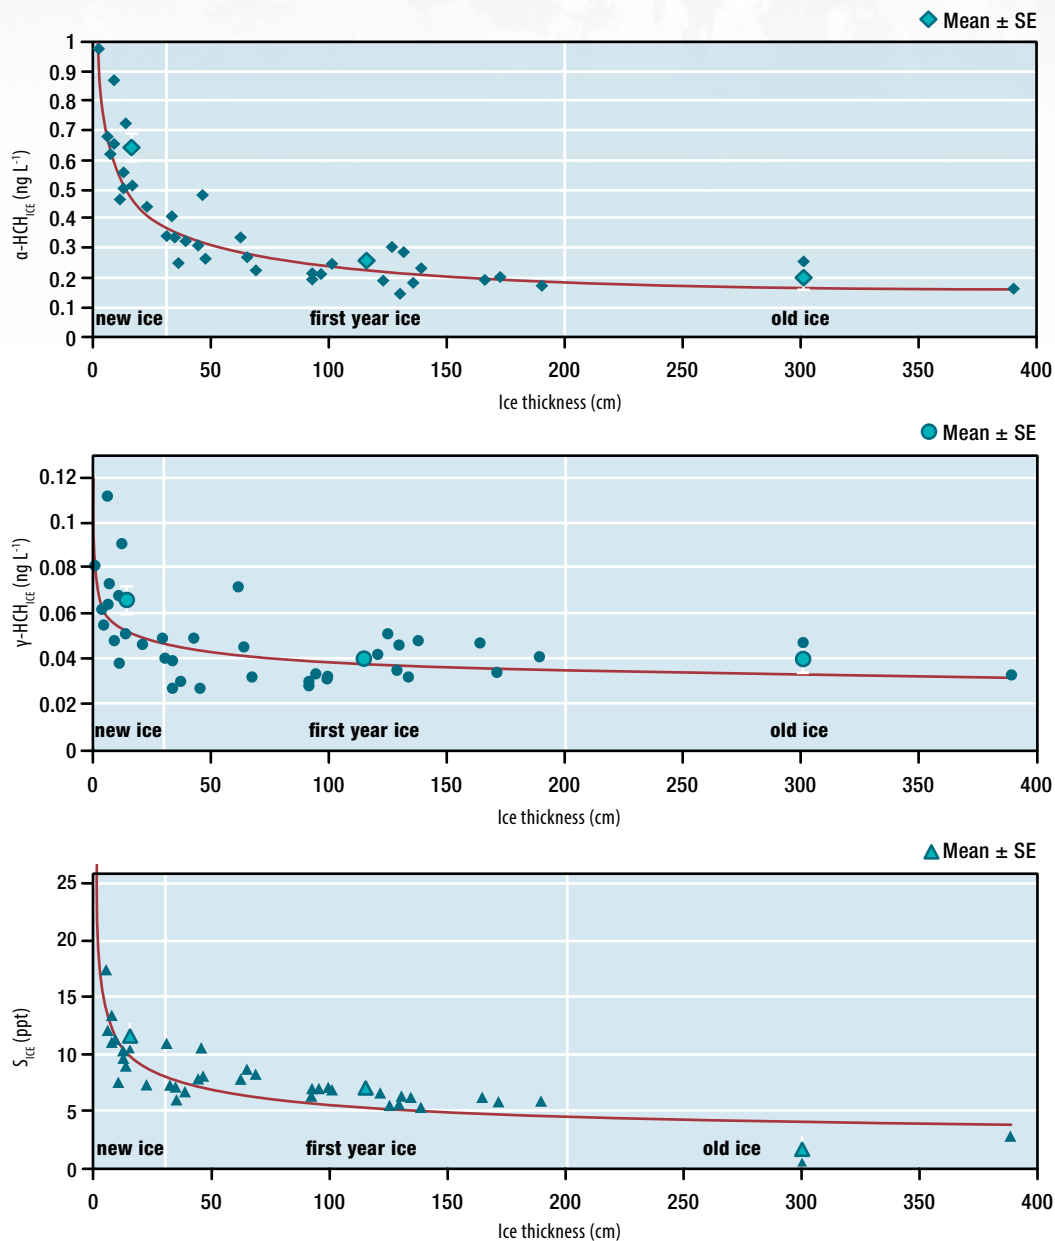 Mean ± SE
α-HCH_ICE (ng L⁻¹)
1
0.9
0.8
0.7
0.6
0.5
0.4
0.3
0.2
0.1
0
new ice first year ice old ice
0 50 100 150 200 250 300 350 400
Ice thickness (cm)
Mean ± SE
γ-HCH_ICE (ng L⁻¹)
0.12
0.1
0.08
0.06
0.04
0.02
0
new ice first year ice old ice
0 50 100 150 200 250 300 350 400
Ice thickness (cm)
Mean ± SE
S_ICE (ppt)
25
20
15
10
5
0
new ice first year ice old ice
0 50 100 150 200 250 300 350 400
Ice thickness (cm)